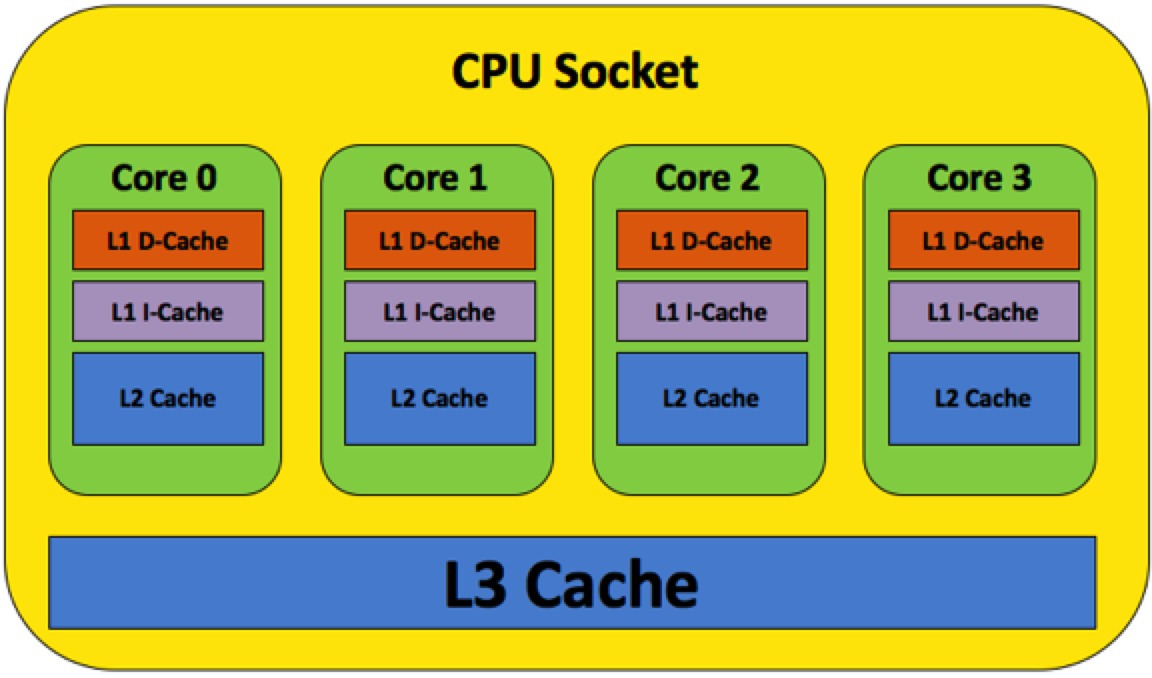 CPU Socket
Core 0
L1 D-Cache
L1 I-Cache
L2 Cache
Core 1
L1 D-Cache
L1 I-Cache
L2 Cache
Core 2
L1 D-Cache
L1 I-Cache
L2 Cache
Core 3
L1 D-Cache
L1 I-Cache
L2 Cache
L3 Cache